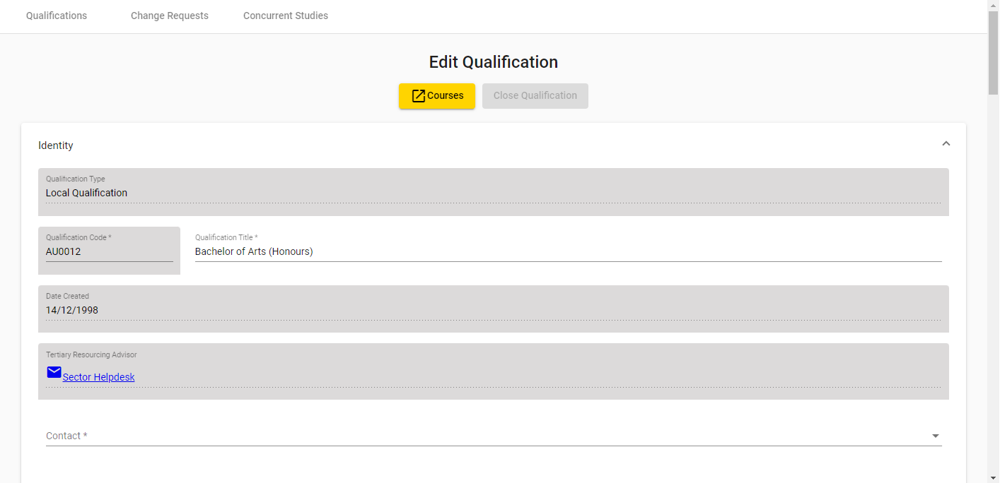 Qualifications Change Requests Concurrent Studies
Edit Qualification
Courses Close Qualification
Identity
Qualification Type
Local Qualification
Qualification Code * Qualification Title *
AU0012 Bachelor of Arts (Honours)
Date Created
14/12/1998
Tertiary Resourcing Advisor
Sector Helpdesk
Contact *